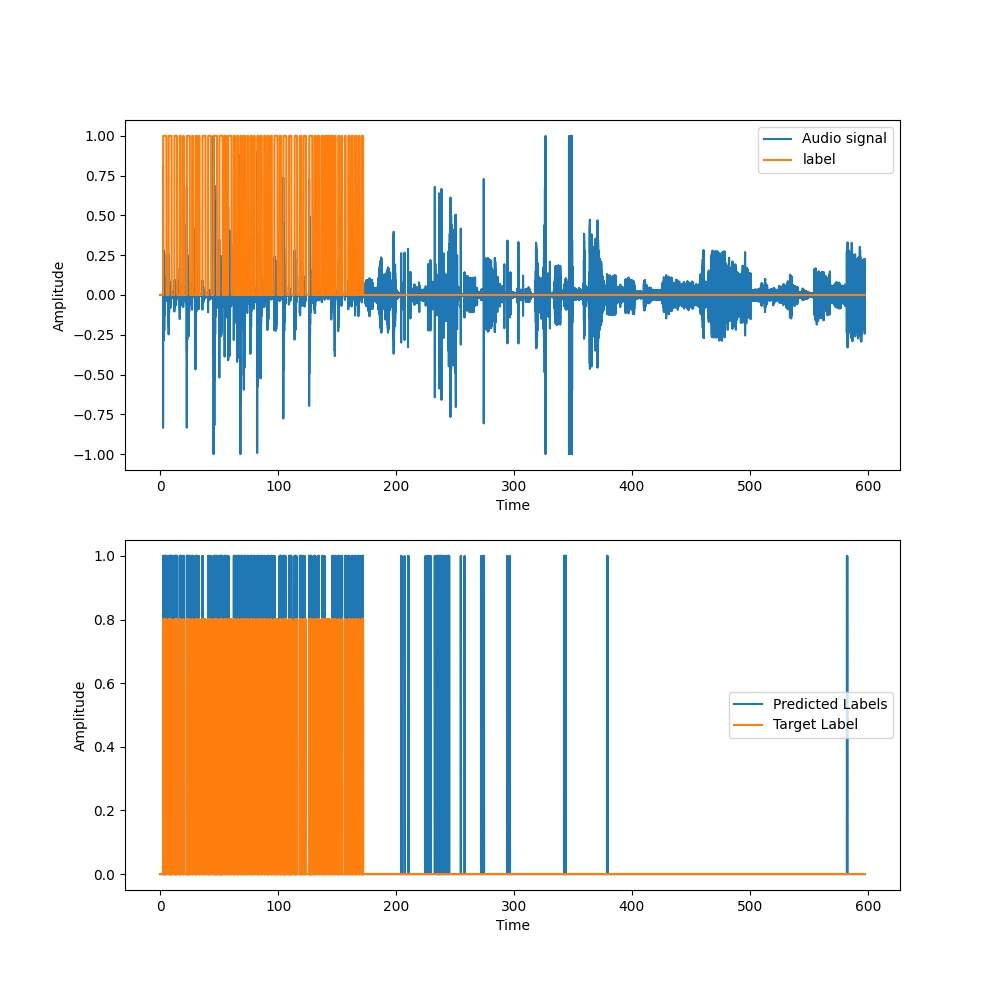 1.00
0.75
0.50
0.25
0.00
−0.25
−0.50
−0.75
−1.00
Amplitude
Audio signal
label
0 100 200 300 400 500 600
Time
1.0
0.8
0.6
0.4
0.2
0.0
Amplitude
Predicted Labels
Target Label
0 100 200 300 400 500 600
Time